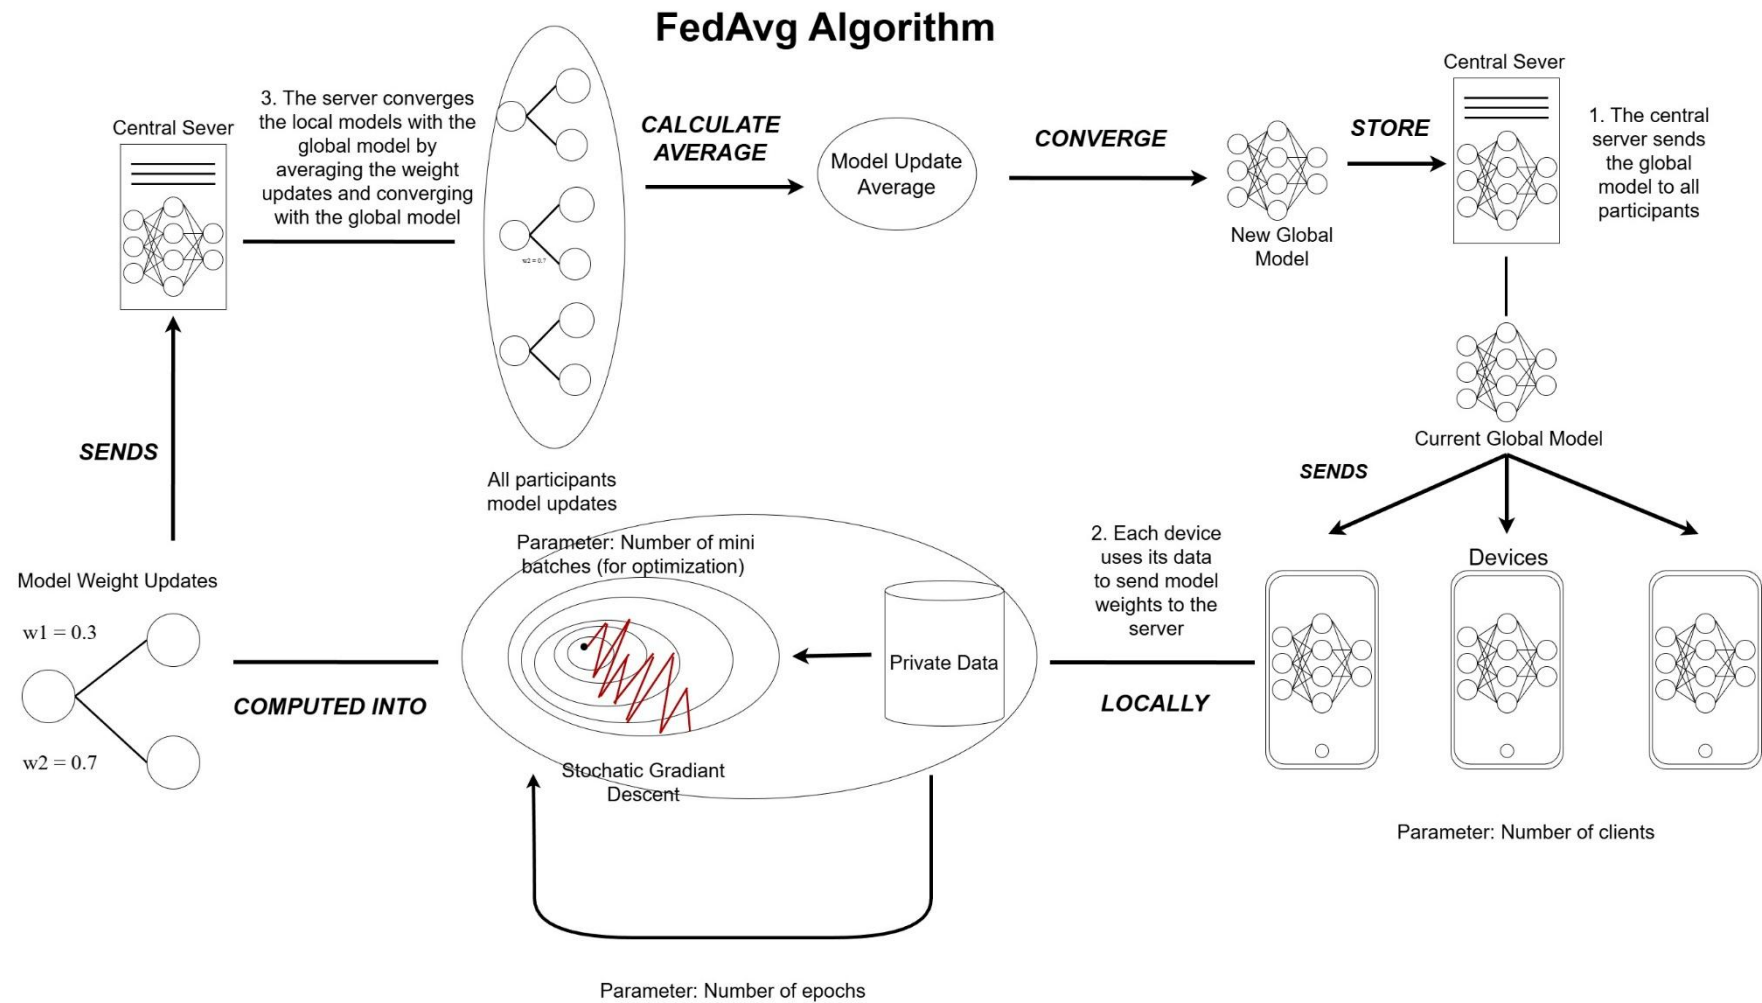 FedAvg Algorithm
Central Sever
3. The server converges
the local models with the
global model by
averaging the weight
updates and converging
with the global model
w2 = 0.7
All participants
model updates
CALCULATE
AVERAGE
Model Update
Average
CONVERGE
New Global
Model
STORE
Central Sever
1. The central
server sends
the global
model to all
participants
Current Global Model
SENDS
Devices
Parameter: Number of clients
2. Each device
uses its data
to send model
weights to the
server
LOCALLY
Private Data
Parameter: Number of mini
batches (for optimization)
Stochatic Gradiant
Descent
Parameter: Number of epochs
COMPUTED INTO
Model Weight Updates
w1 = 0.3
w2 = 0.7
SENDS